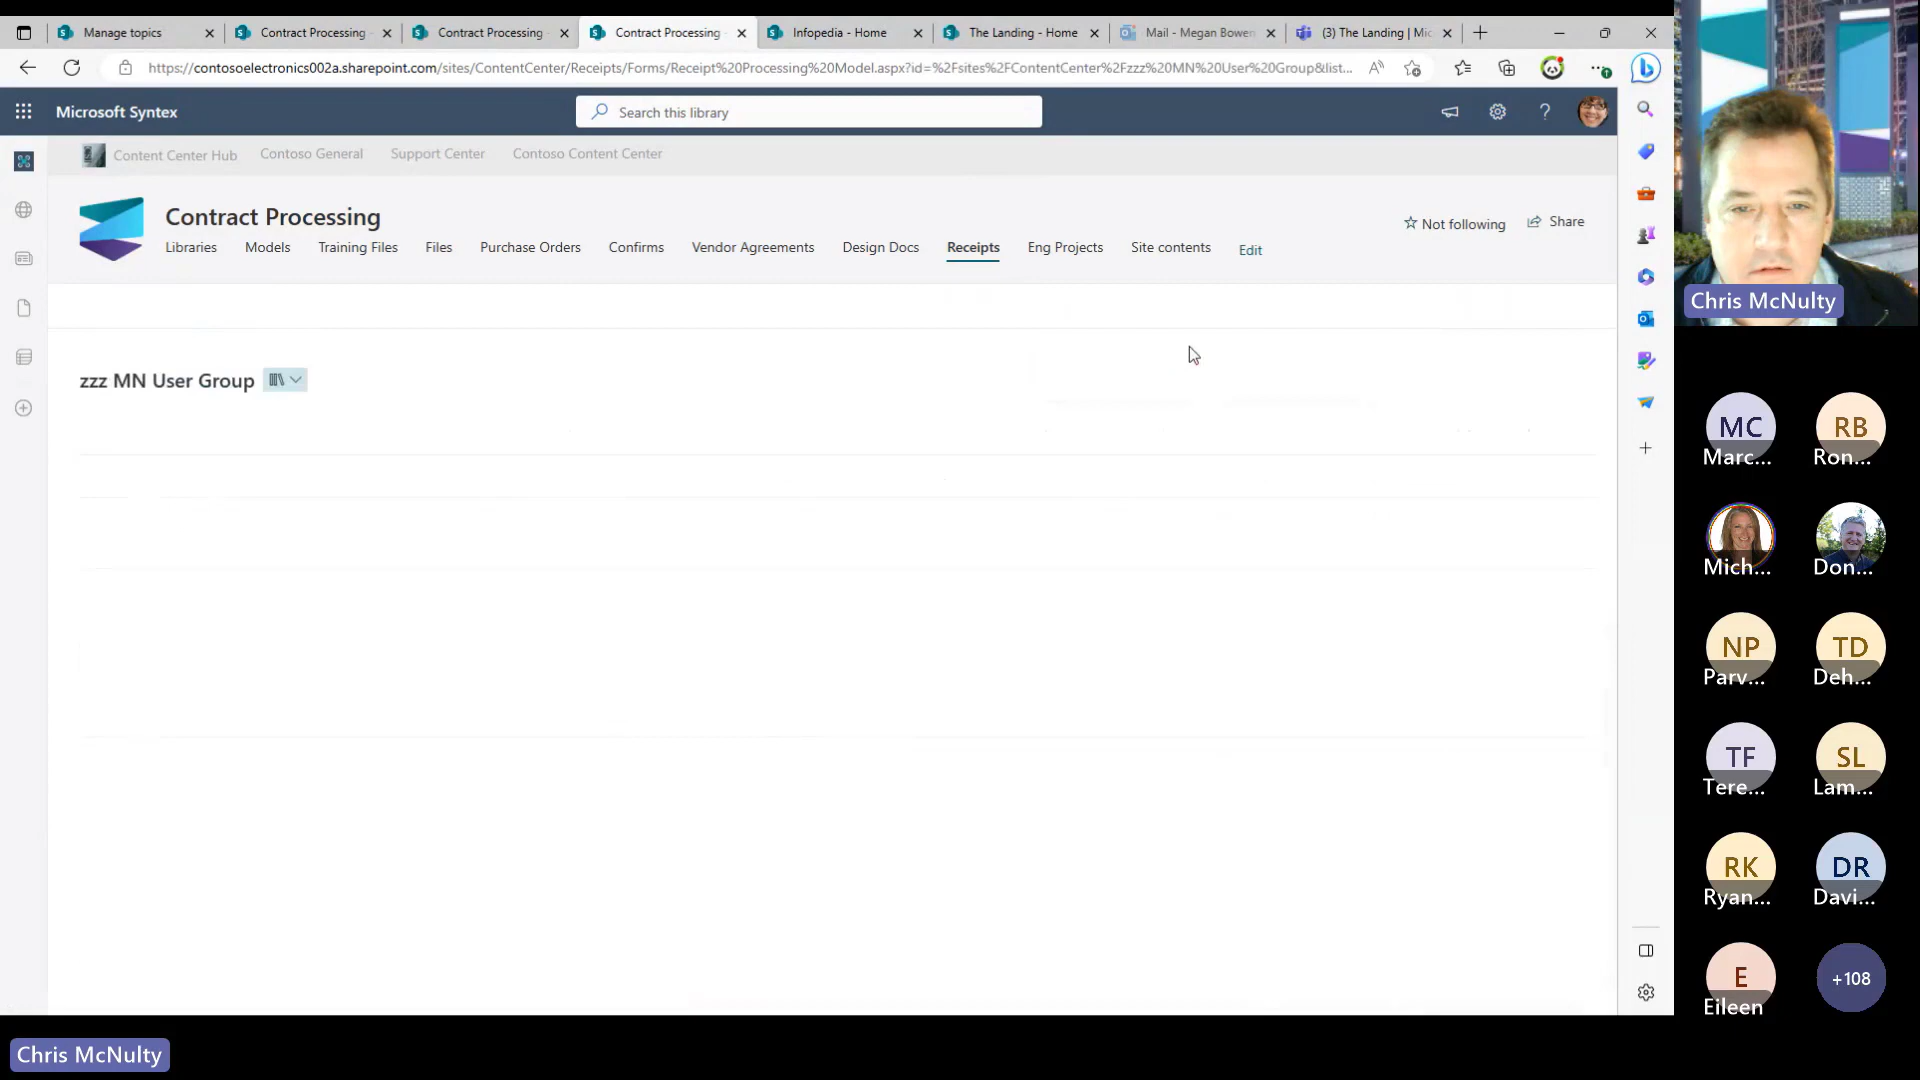 Manage topics
Contract Processing
Contract Processing
Contract Processing
Infopedia - Home
The Landing - Home
Mail - Megan Bowen
(3) The Landing | Mic
https://contosoelectronics002a.sharepoint.com/sites/ContentCenter/Receipts/Forms/Receipt%20Processing%20Model.aspx?id=%2Fsites%2FContentCenter%2Fzzz%20MN%20User%20Group&list...
Microsoft Syntex
Search this library
Content Center Hub
Contoso General
Support Center
Contoso Content Center
Contract Processing
Not following
Share
Libraries
Models
Training Files
Files
Purchase Orders
Confirms
Vendor Agreements
Design Docs
Receipts
Eng Projects
Site contents
Edit
zzz MN User Group
Chris McNulty
MC
Marc...
RB
Ron...
Mich...
Don...
NP
Parv...
TD
Deh...
TF
Tere...
SL
Lam...
RK
Ryan...
DR
Davi...
E
Eileen
+108
Chris McNulty